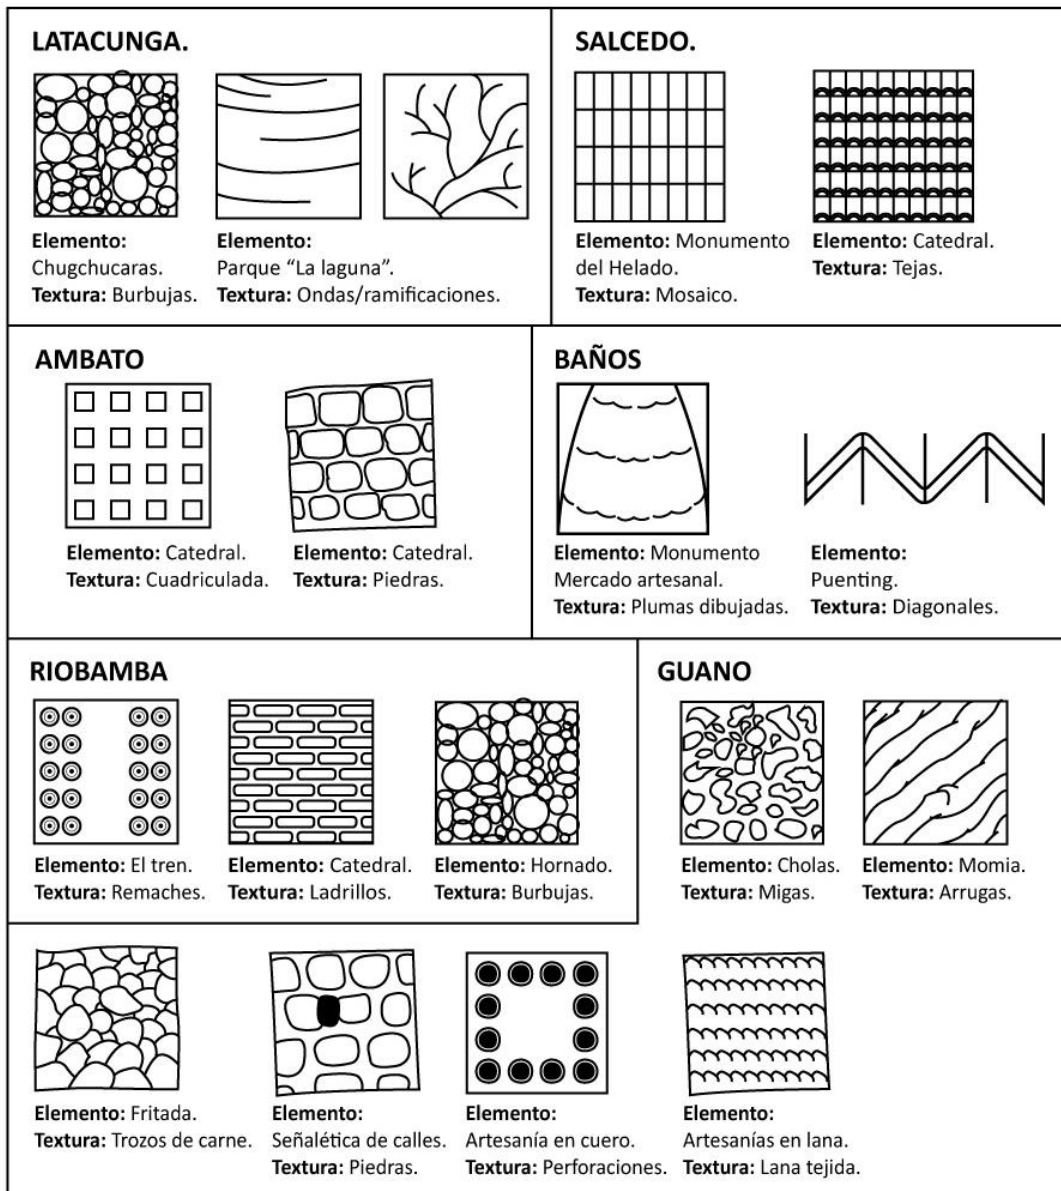 LATACUNGA.
Elemento:
Chugchucaras.
Textura: Burbujas.
Elemento:
Parque “La laguna”.
Textura: Ondas/ramificaciones.
SALCEDO.
Elemento: Monumento
del Helado.
Textura: Mosaico.
Elemento: Catedral.
Textura: Tejas.
AMBATO
Elemento: Catedral.
Textura: Cuadriculada.
Elemento: Catedral.
Textura: Piedras.
BAÑOS
Elemento: Monumento
Mercado artesanal.
Textura: Plumas dibujadas.
Elemento:
Puenting.
Textura: Diagonales.
RIOBAMBA
Elemento: El tren.
Textura: Remaches.
Elemento: Catedral.
Textura: Ladrillos.
Elemento: Hornado.
Textura: Burbujas.
GUANO
Elemento: Cholas.
Textura: Migas.
Elemento: Momia.
Textura: Arrugas.
Elemento: Fritada.
Textura: Trozos de carne.
Elemento:
Señalética de calles.
Textura: Piedras.
Elemento:
Artesanía en cuero.
Textura: Perforaciones.
Elemento:
Artesanías en lana.
Textura: Lana tejida.